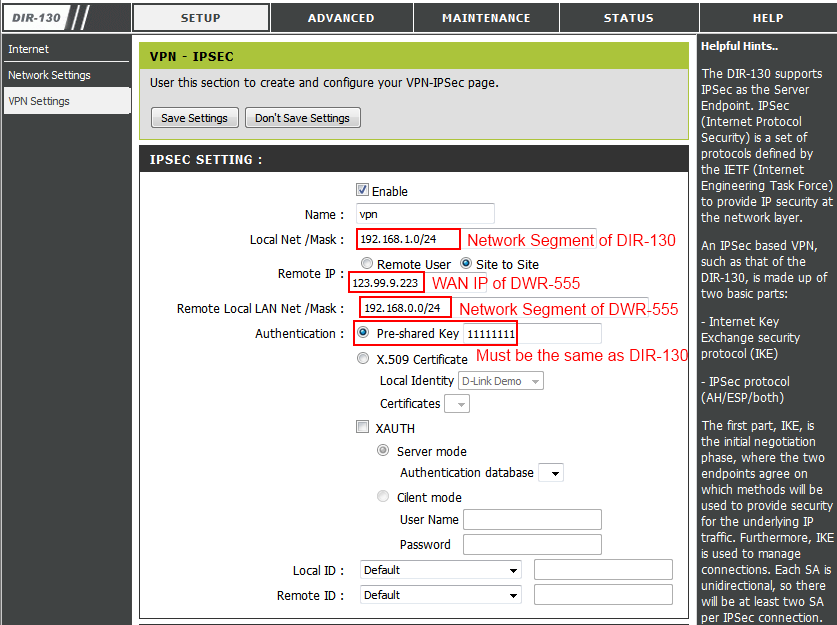 DIR-130
SETUP
ADVANCED
MAINTENANCE
STATUS
HELP
Internet
Network Settings
VPN Settings
VPN - IPSEC
User this section to create and configure your VPN-IPSec page.
Save Settings
Don't Save Settings
IPSEC SETTING :
Enable
Name : vpn
Local Net /Mask : 192.168.1.0/24 Network Segment of DIR-130
Remote User Site to Site
Remote IP :
123.99.9.223 WAN IP of DWR-555
Remote Local LAN Net /Mask : 192.168.0.0/24 Network Segment of DWR-555
Authentication : Pre-shared Key 11111111
X.509 Certificate Must be the same as DIR-130
Local Identity D-Link Demo
Certificates
XAUTH
Server mode
Authentication database
Cilent mode
User Name
Password
Local ID : Default
Remote ID : Default
Helpful Hints..
The DIR-130 supports
IPSec as the Server
Endpoint. IPSec
(Internet Protocol
Security) is a set of
protocols defined by
the IETF (Internet
Engineering Task Force)
to provide IP security at
the network layer.
An IPSec based VPN,
such as that of the
DIR-130, is made up of
two basic parts:
- Internet Key
Exchange security
protocol (IKE)
- IPSec protocol
(AH/ESP/both)
The first part, IKE, is
the initial negotiation
phase, where the two
endpoints agree on
which methods will be
used to provide security
for the underlying IP
traffic. Furthermore, IKE
is used to manage
connections. Each SA is
unidirectional, so there
will be at least two SA
per IPSec connection.